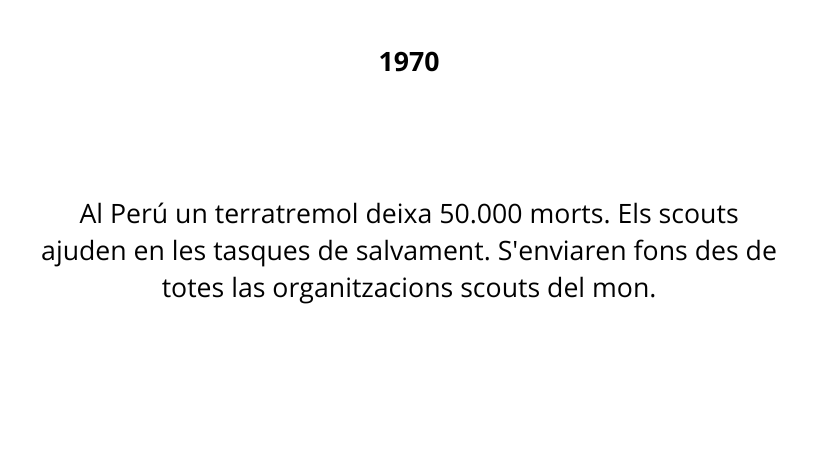 1970
Al Perú un terratremol deixa 50.000 morts. Els scouts
ajuden en les tasques de salvament. S'enviaren fons des de
totes las organitzacions scouts del mon.